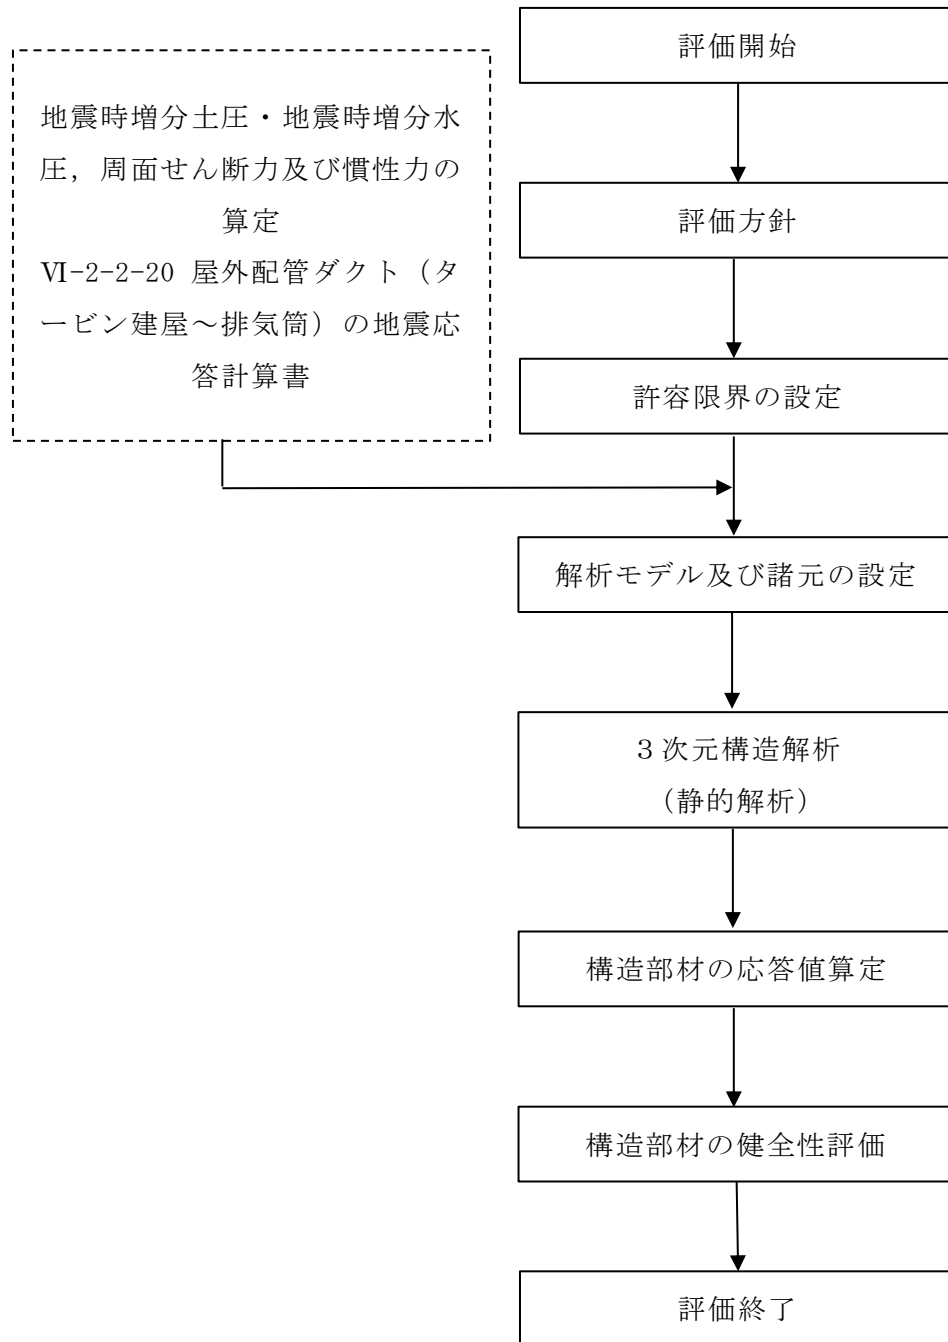 評価開始
地震時増分土圧・地震時増分水
圧，周面せん断力及び慣性力の
算定
Ⅵ-2-2-20 屋外配管ダクト（タ
ービン建屋～排気筒）の地震応
答計算書
評価方針
許容限界の設定
解析モデル及び諸元の設定
３次元構造解析
（静的解析）
構造部材の応答値算定
構造部材の健全性評価
評価終了